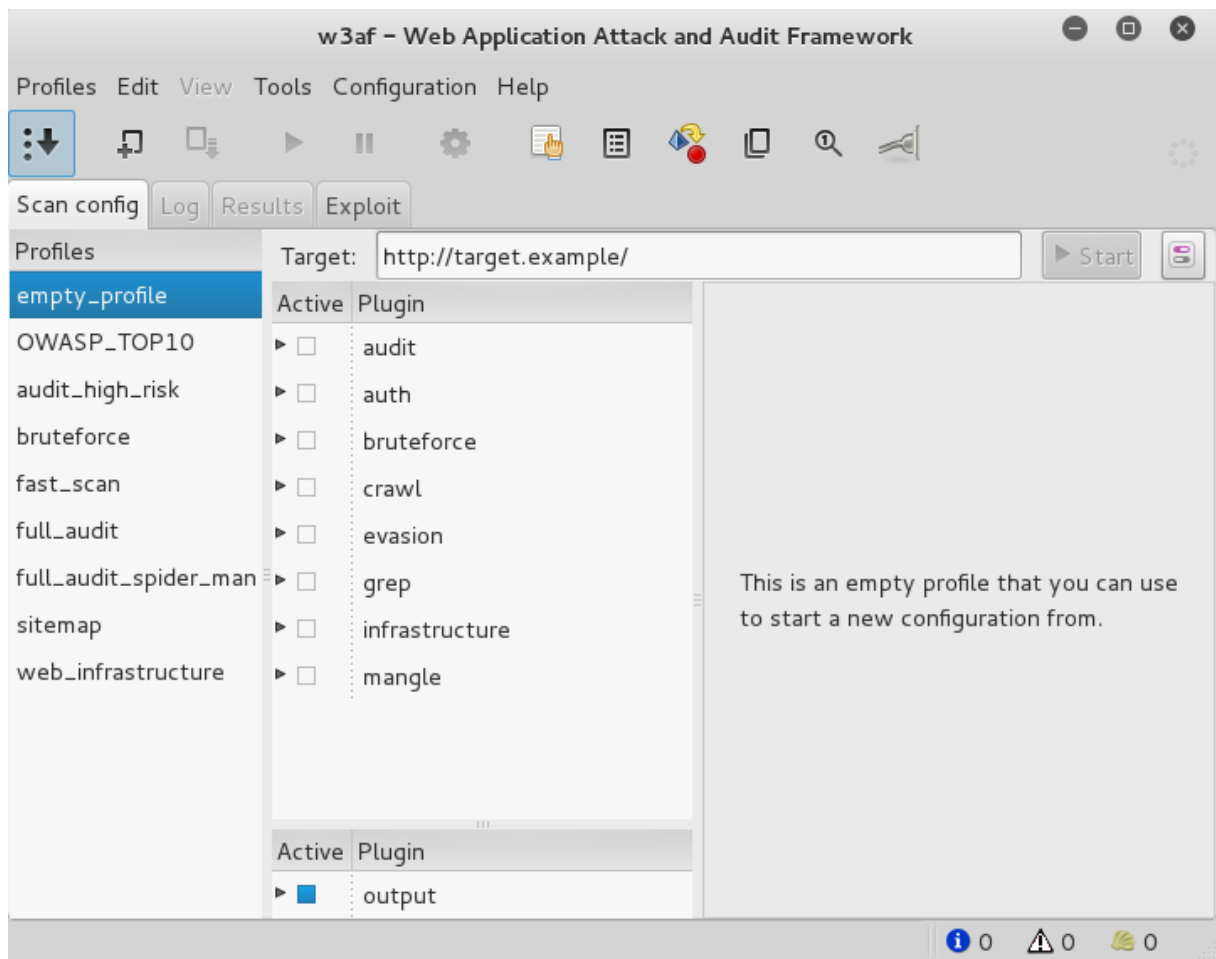 w3af – Web Application Attack and Audit Framework
Profiles Edit View Tools Configuration Help
Scan config Log Results Exploit
Profiles
Target: http://target.example/ Start
empty_profile
OWASP_TOP10
audit_high_risk
bruteforce
fast_scan
full_audit
full_audit_spider_man
sitemap
web_infrastructure
Active Plugin
audit
auth
bruteforce
crawl
evasion
grep
infrastructure
mangle
Active Plugin
output
This is an empty profile that you can use
to start a new configuration from.
0 0 0